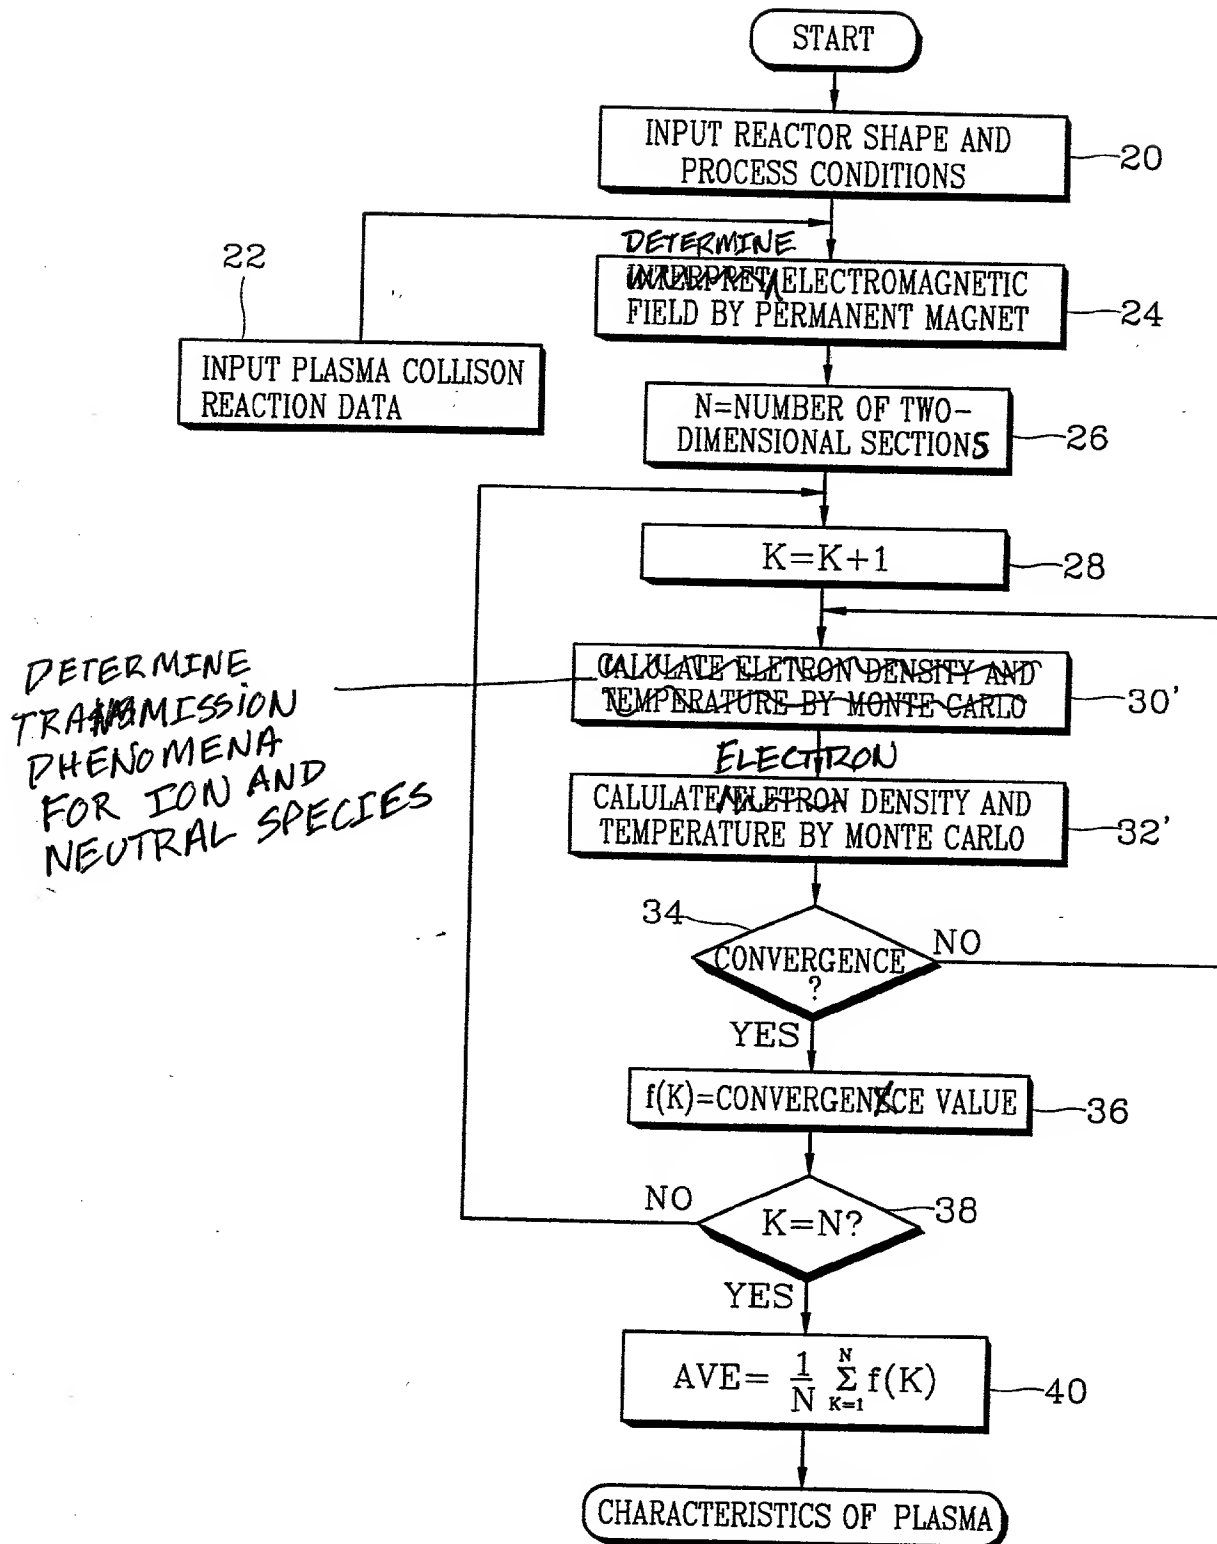 START
INPUT REACTOR SHAPE AND
PROCESS CONDITIONS
20
22
INPUT PLASMA COLLISON
REACTION DATA
DETERMINE
INTERPRET ELECTROMAGNETIC
FIELD BY PERMANENT MAGNET
24
N=NUMBER OF TWO-
DIMENSIONAL SECTIONS
26
K=K+1
28
DETERMINE
TRANSMISSION
PHENOMENA
FOR ION AND
NEUTRAL SPECIES
CALULATE ELETRON DENSITY AND
TEMPERATURE BY MONTE CARLO
30'
ELECTRON
CALULATE ELETRON DENSITY AND
TEMPERATURE BY MONTE CARLO
32'
34
CONVERGENCE
?
NO
YES
f(K)=CONVERGENCE VALUE
36
NO
K=N?
38
YES
AVE= 1/N Σ K=1 N f(K)
40
CHARACTERISTICS OF PLASMA